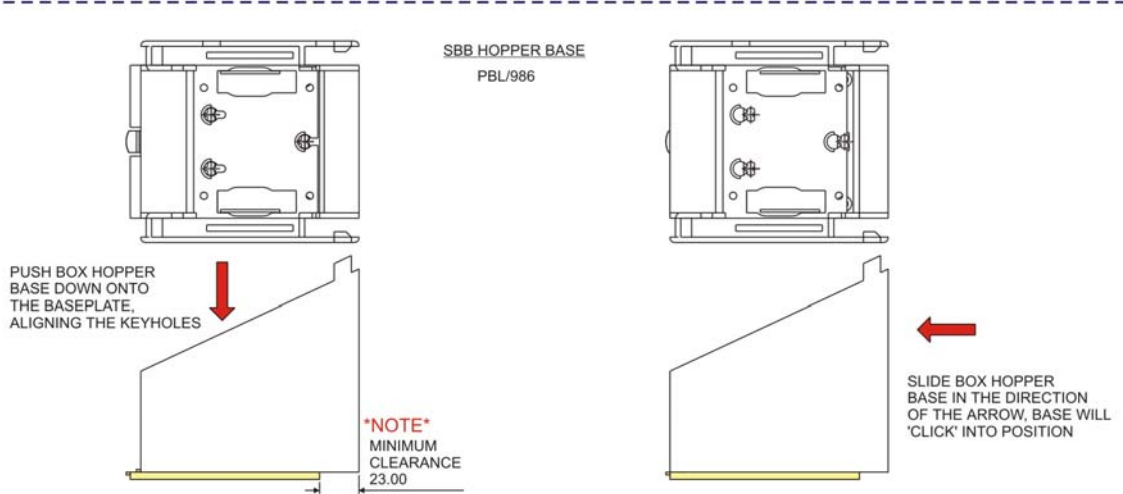 SBB HOPPER BASE
PBL/986
PUSH BOX HOPPER
BASE DOWN ONTO
THE BASEPLATE,
ALIGNING THE KEYHOLES
*NOTE*
MINIMUM
CLEARANCE
23.00
SLIDE BOX HOPPER
BASE IN THE DIRECTION
OF THE ARROW, BASE WILL
'CLICK' INTO POSITION